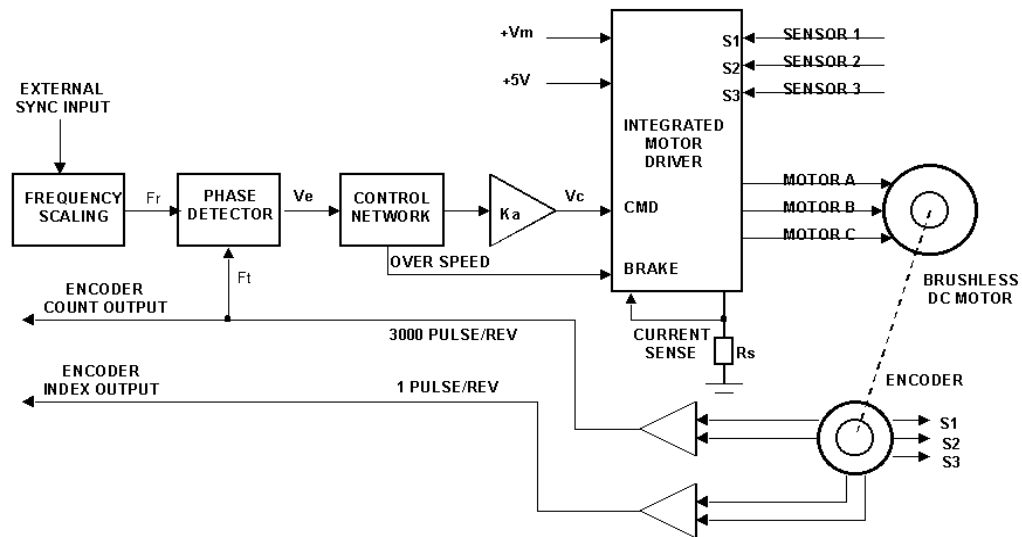 +Vm
S1
SENSOR 1
S2
SENSOR 2
+5V
S3
SENSOR 3
EXTERNAL
SYNC INPUT
INTEGRATED
MOTOR
DRIVER
FREQUENCY
SCALING
Fr
PHASE
DETECTOR
Ve
CONTROL
NETWORK
Ka
Vc
CMD
MOTOR A
MOTOR B
MOTOR C
OVER SPEED
BRAKE
Ft
BRUSHLESS
DC MOTOR
ENCODER
COUNT OUTPUT
3000 PULSE/REV
CURRENT
SENSE
Rs
ENCODER
INDEX OUTPUT
1 PULSE/REV
ENCODER
S1
S2
S3